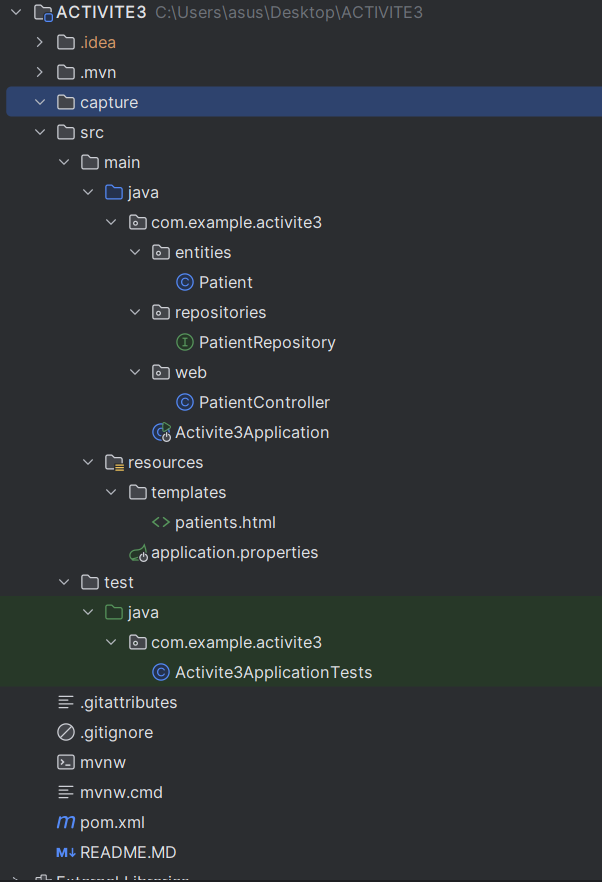 ACTIVITE3 C:\Users\asus\Desktop\ACTIVITE3
.idea
.mvn
capture
src
main
java
com.example.activite3
entities
C Patient
repositories
I PatientRepository
web
C PatientController
Activite3Application
resources
templates
<> patients.html
application.properties
test
java
com.example.activite3
C Activite3ApplicationTests
.gitattributes
.gitignore
mvnw
mvnw.cmd
m pom.xml
M↓ README.MD